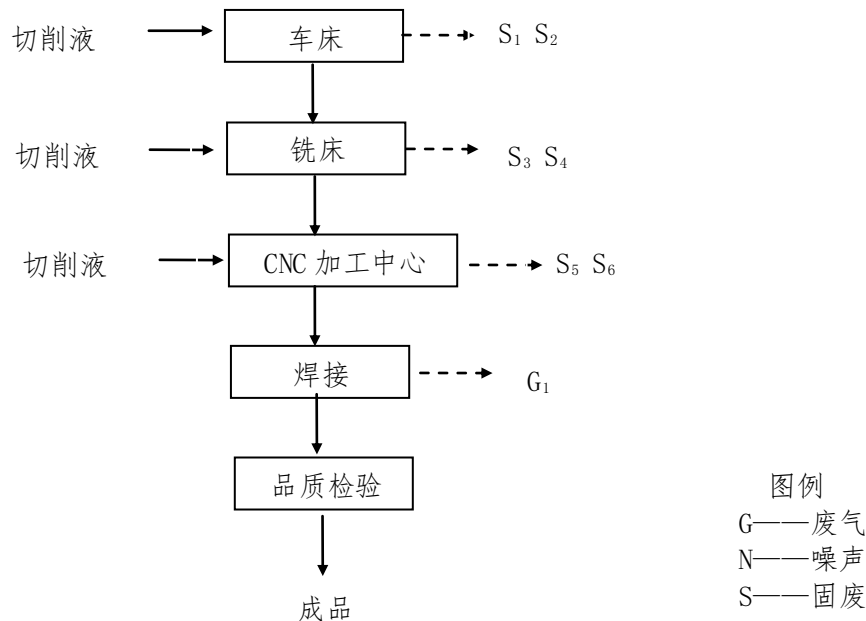 切削液 车床 S₁ S₂
切削液 铣床 S₃ S₄
切削液 CNC 加工中心 S₅ S₆
焊接 G₁
品质检验
成品
图例
G——废气
N——噪声
S——固废